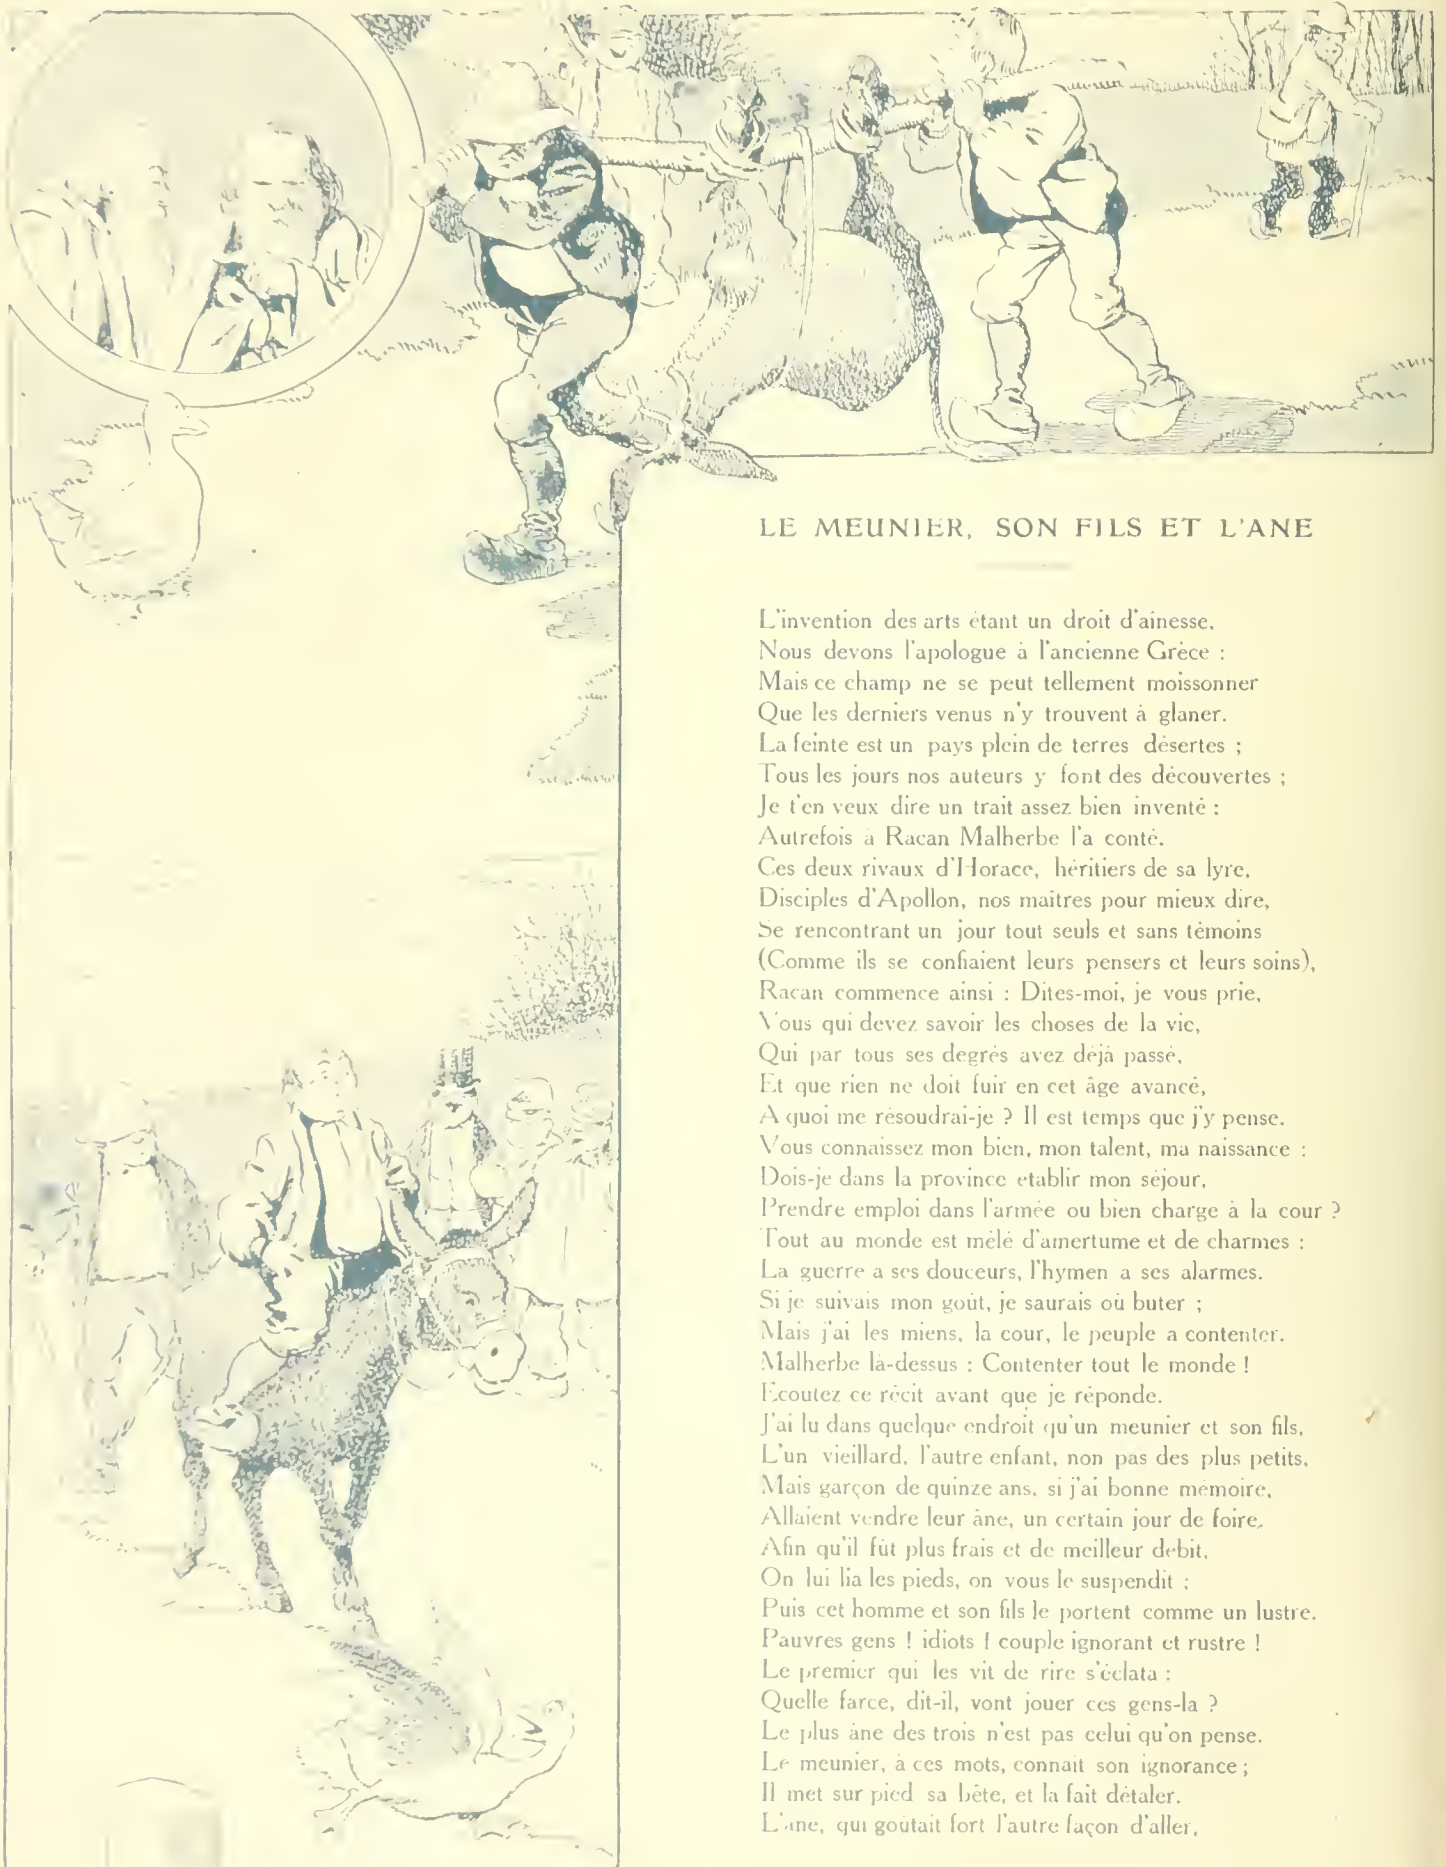 LE MEUNIER, SON FILS ET L'ANE
L'invention des arts étant un droit d'ainesse,
Nous devons l'apologue à l'ancienne Grèce :
Mais ce champ ne se peut tellement moissonner
Que les derniers venus n'y trouvent à glaner.
La feinte est un pays plein de terres désertes ;
Tous les jours nos auteurs y font des découvertes ;
Je t'en veux dire un trait assez bien inventé :
Autrefois à Racan Malherbe l'a conté.
Ces deux rivaux d'Horace, héritiers de sa lyre,
Disciples d'Apollon, nos maîtres pour mieux dire,
Se rencontrant un jour tout seuls et sans témoins
(Comme ils se confiaient leurs pensers et leurs soins),
Racan commence ainsi : Dites-moi, je vous prie,
Vous qui devez savoir les choses de la vie,
Qui par tous ses degrés avez déjà passé,
Et que rien ne doit fuir en cet âge avancé,
A quoi me résoudrai-je ? Il est temps que j'y pense.
Vous connaissez mon bien, mon talent, ma naissance :
Dois-je dans la province établir mon séjour,
Prendre emploi dans l'armée ou bien charge à la cour ?
Tout au monde est mêlé d'amertume et de charmes :
La guerre a ses douceurs, l'hymen a ses alarmes.
Si je suivais mon goût, je saurais où buter ;
Mais j'ai les miens, la cour, le peuple a contenter.
Malherbe là-dessus : Contenter tout le monde !
Ecoutez ce récit avant que je réponde.
J'ai lu dans quelque endroit qu'un meunier et son fils,
L'un vieillard, l'autre enfant, non pas des plus petits,
Mais garçon de quinze ans, si j'ai bonne mémoire,
Allaient vendre leur âne, un certain jour de foire.
Afin qu'il fût plus frais et de meilleur débit,
On lui lia les pieds, on vous le suspendit ;
Puis cet homme et son fils le portent comme un lustre.
Pauvres gens ! idiots ! couple ignorant et rustre !
Le premier qui les vit de rire s'éclata :
Quelle farce, dit-il, vont jouer ces gens-la ?
Le plus âne des trois n'est pas celui qu'on pense.
Le meunier, à ces mots, connait son ignorance ;
Il met sur pied sa bête, et la fait détaler.
L'âne, qui goûtait fort l'autre façon d'aller,